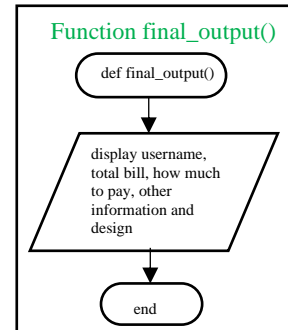 Function final_output()
def final_output()
display username,
total bill, how much
to pay, other
information and
design
end